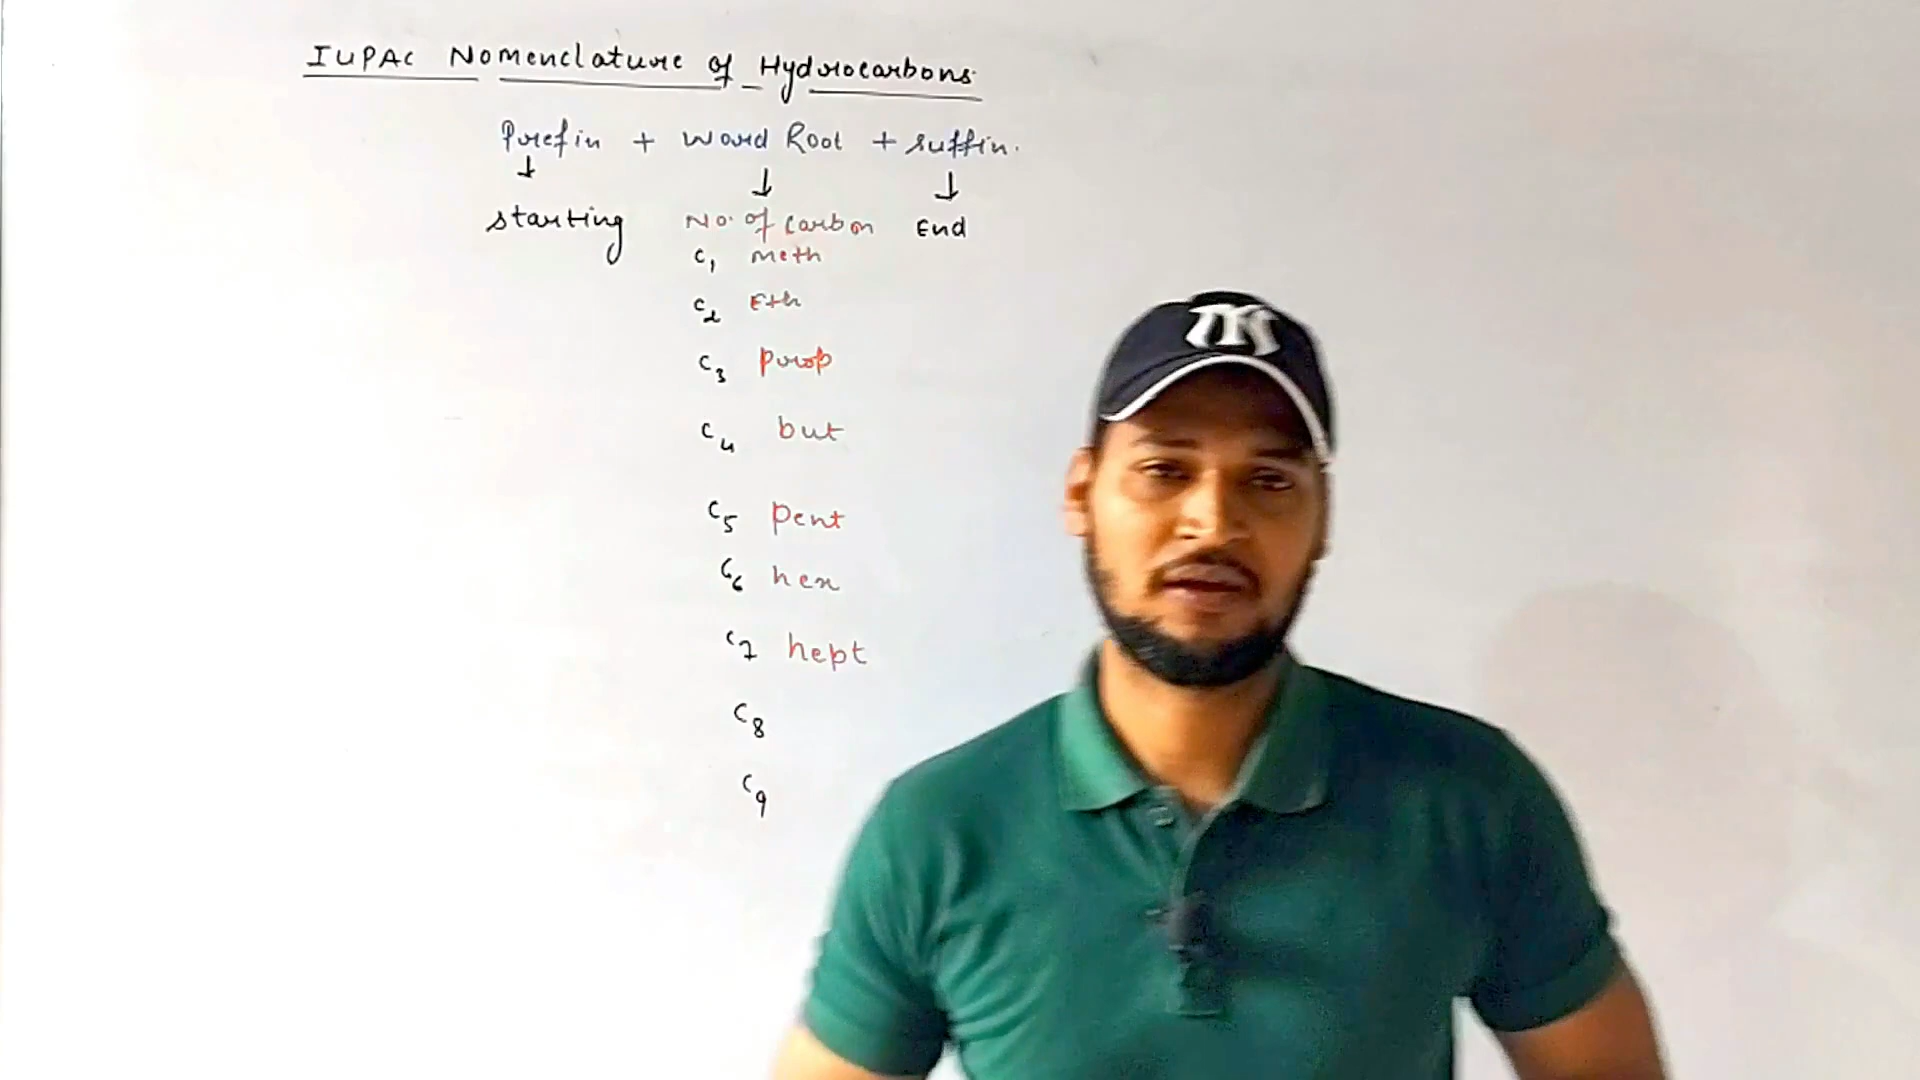 IUPAC Nomenclature of Hydrocarbons
Prefix + Word Root + suffix.
↓ ↓ ↓
starting No. of carbon End
C1 meth
C2 Eth
C3 Prop
C4 but
C5 pent
C6 hex
C7 hept
C8
C9